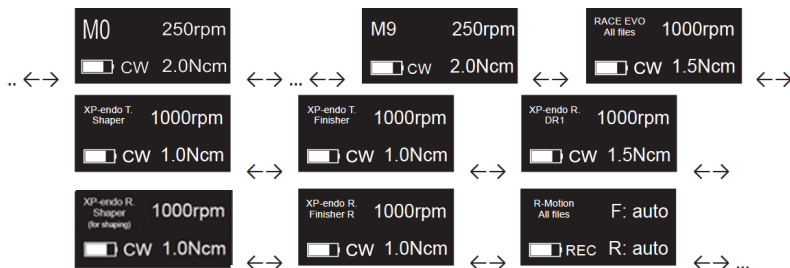 M0 250rpm
CW 2.0Ncm
.. ←→
←→ ... ←→
M9 250rpm
CW 2.0Ncm
←→
RACE EVO
All files 1000rpm
CW 1.5Ncm
←→
XP-endo T.
Shaper 1000rpm
CW 1.0Ncm
←→
XP-endo T.
Finisher 1000rpm
CW 1.0Ncm
←→
XP-endo R.
DR1 1000rpm
CW 1.5Ncm
←→
XP-endo R.
Shaper
(for shaping) 1000rpm
CW 1.0Ncm
←→
XP-endo R.
Finisher R 1000rpm
CW 1.0Ncm
←→
R-Motion
All files F: auto
REC R: auto
←→ ...